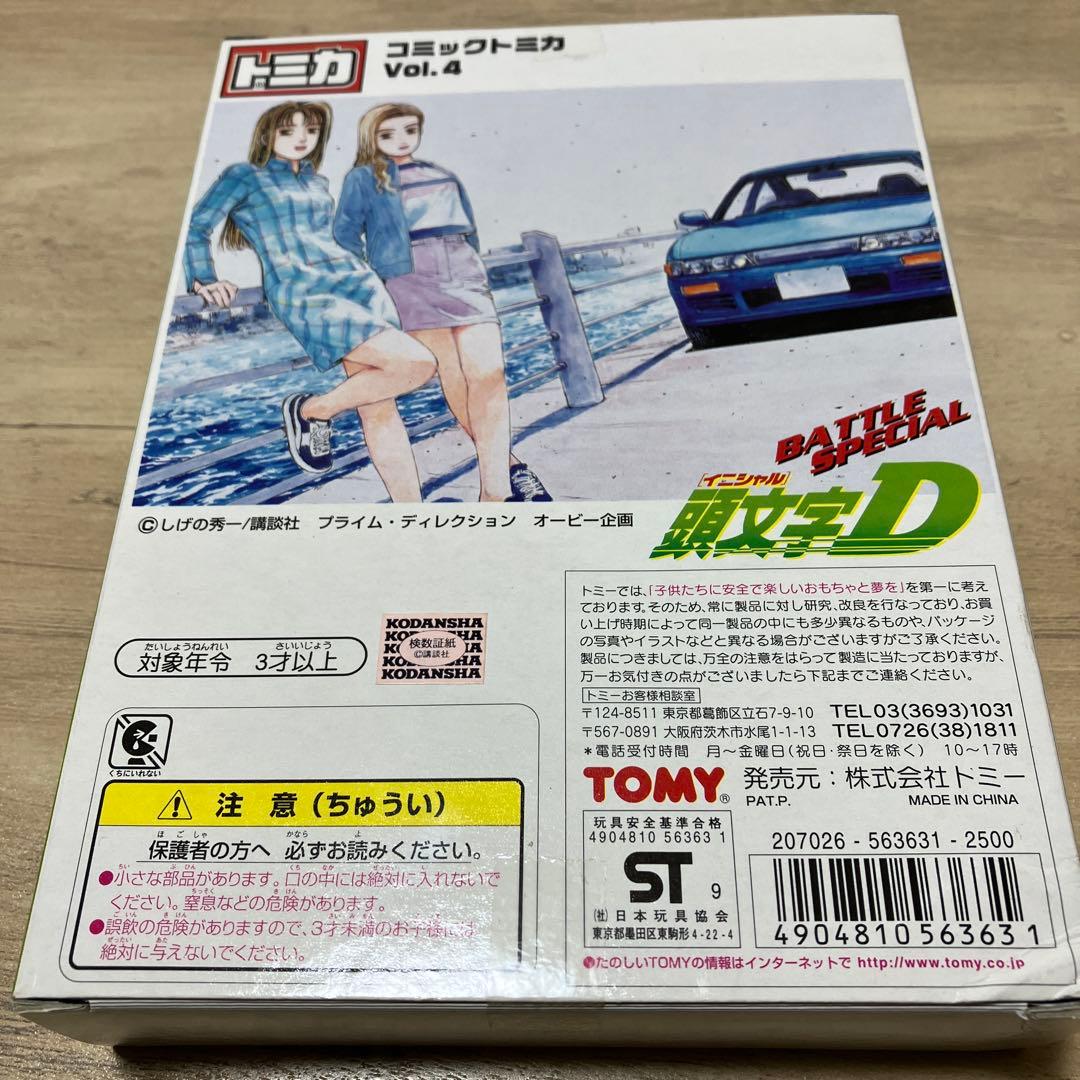 トミカ
コミックトミカ
Vol.4
BATTLE
SPECIAL
[イニシャル]
頭文字D
©しげの秀一/講談社 プライム・ディレクション オービー企画
たいしょうねんれい さいいじょう
対象年令 3才以上
KODANSHA
検数証紙
©講談社
KODANSHA
くちにいれない
注意(ちゅうい)
ほごしゃ かなら よ
保護者の方へ 必ずお読みください。
●小さな部品があります。口の中には絶対に入れないで
ください。窒息などの危険があります。
●誤飲の危険がありますので、3才未満のお子様には
絶対に与えないでください。
トミーでは、「子供たちに安全で楽しいおもちゃと夢を」を第一に考え
ております。そのため、常に製品に対し研究、改良を行なっており、お買
い上げ時期によって同一製品の中にも多少異なるものや、パッケージ
の写真やイラストなどと異なる場合がございますがご了承ください。
製品につきましては、万全の注意をはらって製造に当たっておりますが、
万一お気付きの点がございましたら下記までご連絡ください。
トミーお客様相談室
〒124-8511 東京都葛飾区立石7-9-10 TEL03(3693)1031
〒567-0891 大阪府茨木市水尾1-1-13 TEL0726(38)1811
*電話受付時間 月〜金曜日(祝日・祭日を除く) 10〜17時
TOMY® 発売元:株式会社トミー
PAT.P. MADE IN CHINA
玩具安全基準合格
4904810 56363 1
ST 9
(社)日本玩具協会
東京都墨田区東駒形4-22-4
207026-563631-2500
4904810563631
●たのしいTOMYの情報はインターネットで http://www.tomy.co.jp